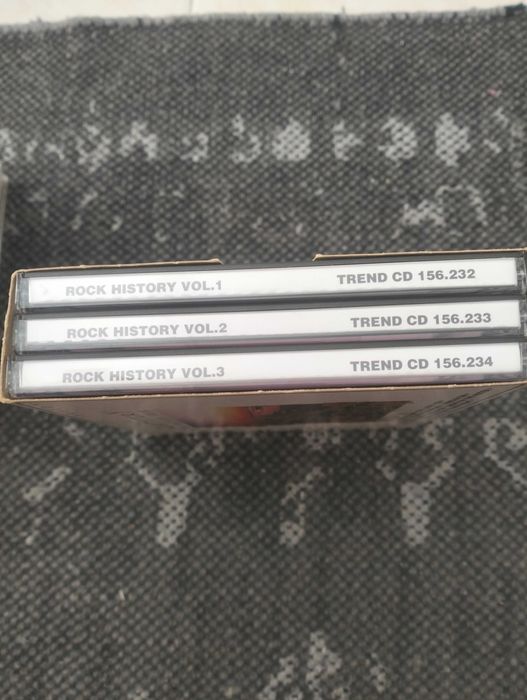 ROCK HISTORY VOL.1 TREND CD 156.232
ROCK HISTORY VOL.2 TREND CD 156.233
ROCK HISTORY VOL.3 TREND CD 156.234